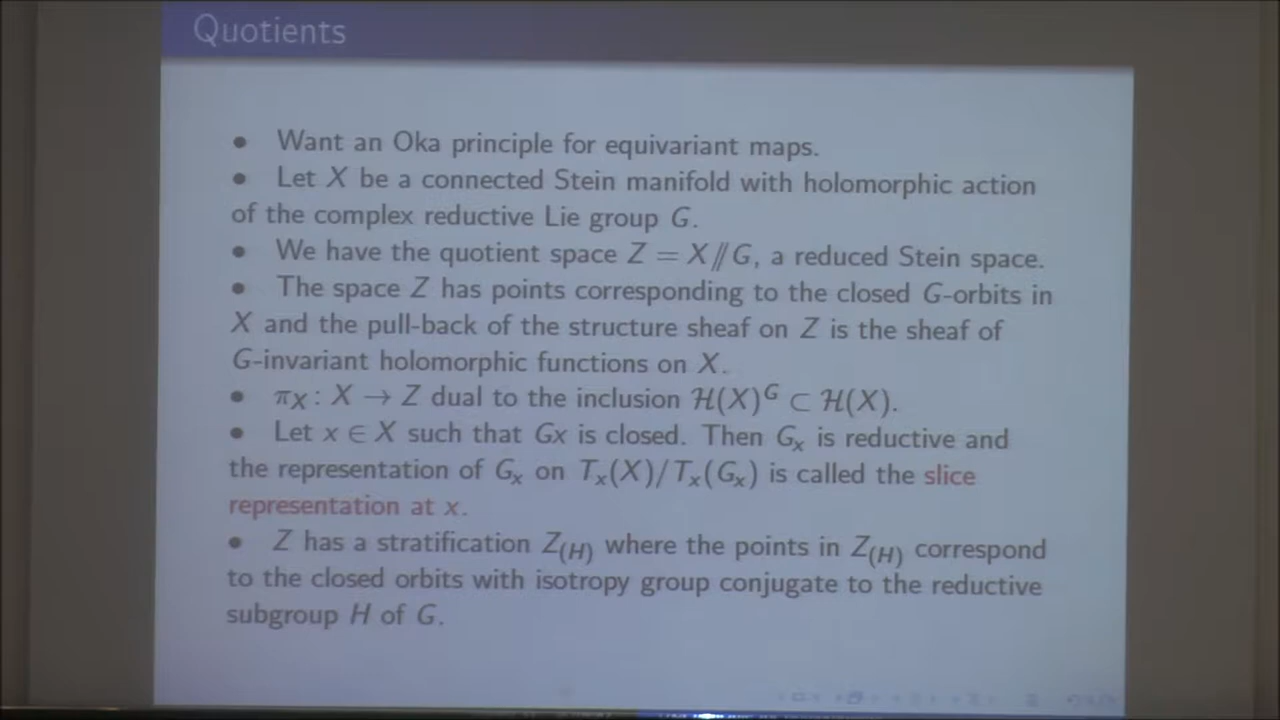 Quotients
• Want an Oka principle for equivariant maps.
• Let X be a connected Stein manifold with holomorphic action
of the complex reductive Lie group G.
• We have the quotient space Z = X//G, a reduced Stein space.
• The space Z has points corresponding to the closed G-orbits in
X and the pull-back of the structure sheaf on Z is the sheaf of
G-invariant holomorphic functions on X.
• π_X : X → Z dual to the inclusion ℋ(X)^G ⊂ ℋ(X).
• Let x ∈ X such that Gx is closed. Then G_x is reductive and
the representation of G_x on T_x(X)/T_x(G_x) is called the slice
representation at x.
• Z has a stratification Z_(H) where the points in Z_(H) correspond
to the closed orbits with isotropy group conjugate to the reductive
subgroup H of G.